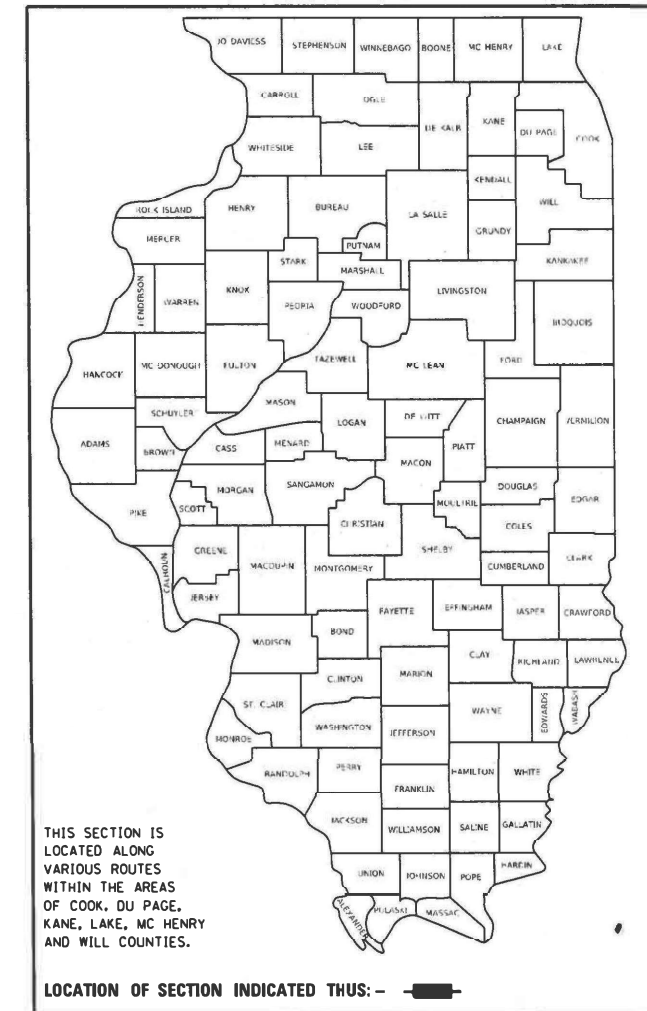 JO DAVIESS STEPHENSON WINNEBAGO BOONE MC HENRY LAKE
CARROLL OGLE DE KALB KANE DU PAGE COOK
WHITESIDE LEE
KENDALL WILL
ROCK ISLAND HENRY BUREAU LA SALLE
MERCER PUTNAM GRUNDY
STARK MARSHALL KANKAKEE
HENDERSON WARREN KNOX PEORIA WOODFORD LIVINGSTON
IROQUOIS
HANCOCK MC DONOUGH FULTON TAZEWELL MC LEAN FORD
MASON
SCHUYLER DE WITT
ADAMS BROWN CASS MENARD LOGAN PIATT CHAMPAIGN VERMILION
MACON
MORGAN SANGAMON DOUGLAS
PIKE SCOTT CHRISTIAN MOULTRIE EDGAR
COLES
GREENE MACOUPIN MONTGOMERY SHELBY
CALHOUN CUMBERLAND CLARK
JERSEY FAYETTE EFFINGHAM JASPER CRAWFORD
MADISON BOND
CLAY RICHLAND LAWRENCE
CLINTON MARION
ST. CLAIR WAYNE EDWARDS WABASH
MONROE WASHINGTON JEFFERSON
RANDOLPH PERRY HAMILTON WHITE
FRANKLIN
JACKSON WILLIAMSON SALINE GALLATIN
UNION JOHNSON POPE HARDIN
ALEXANDER PULASKI MASSAC
THIS SECTION IS
LOCATED ALONG
VARIOUS ROUTES
WITHIN THE AREAS
OF COOK, DU PAGE,
KANE, LAKE, MC HENRY
AND WILL COUNTIES.
LOCATION OF SECTION INDICATED THUS: -